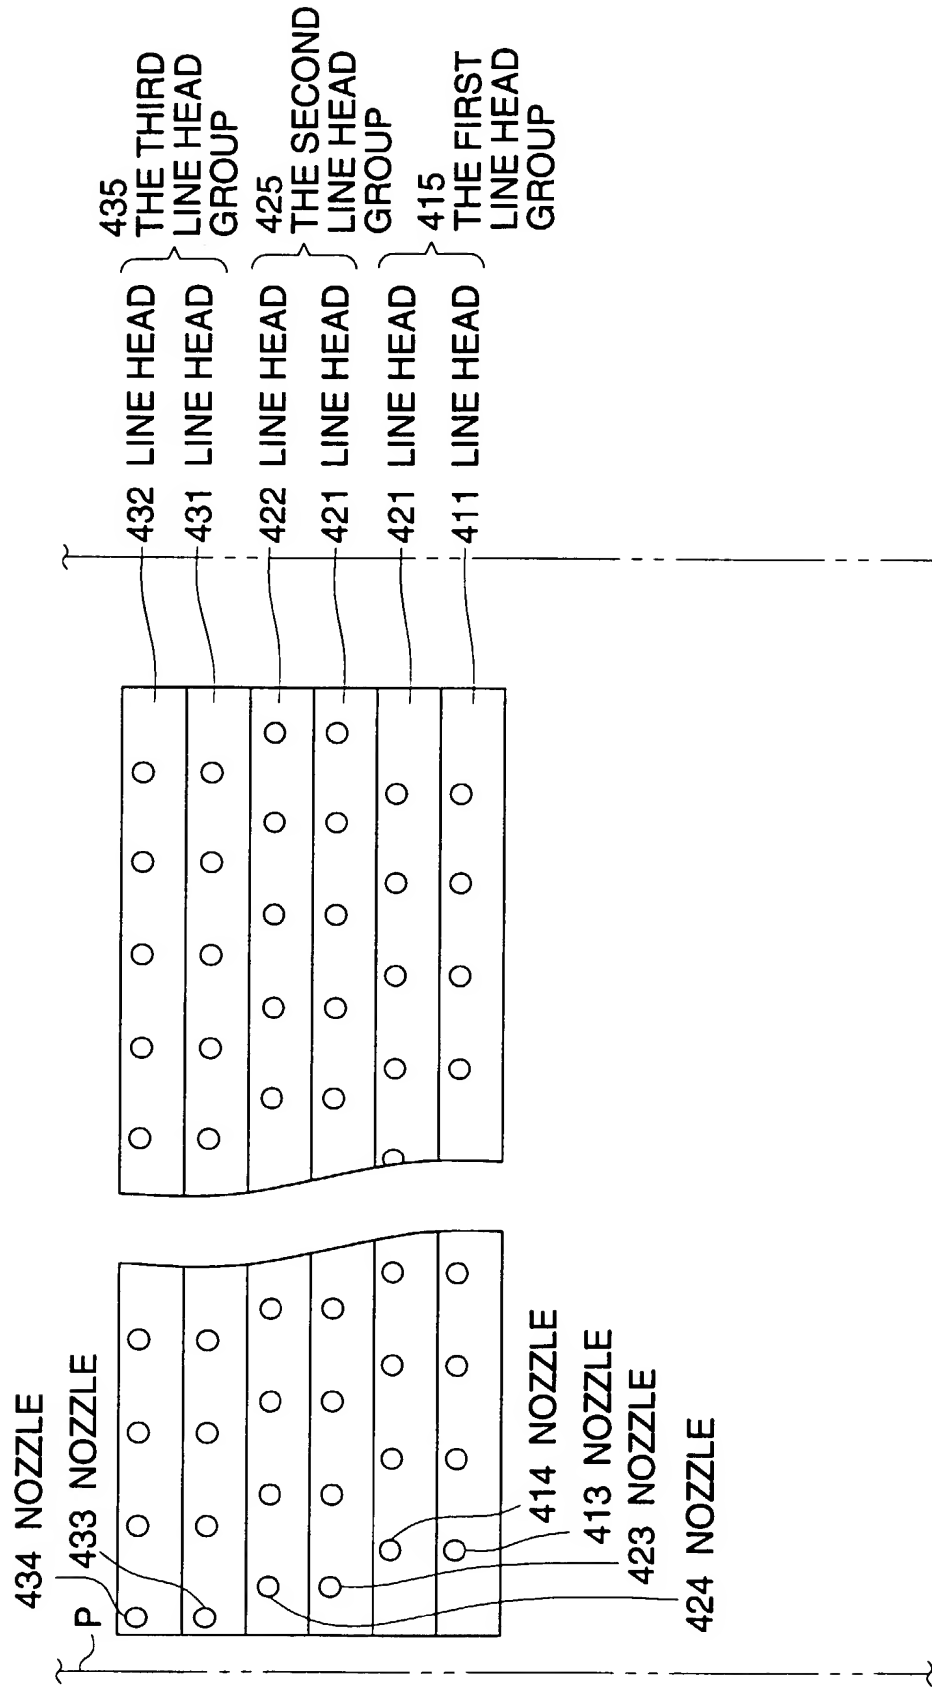 434 NOZZLE
P 433 NOZZLE
432 LINE HEAD
431 LINE HEAD
435
THE THIRD
LINE HEAD
GROUP
422 LINE HEAD
421 LINE HEAD
425
THE SECOND
LINE HEAD
GROUP
421 LINE HEAD
411 LINE HEAD
415
THE FIRST
LINE HEAD
GROUP
414 NOZZLE
413 NOZZLE
423 NOZZLE
424 NOZZLE